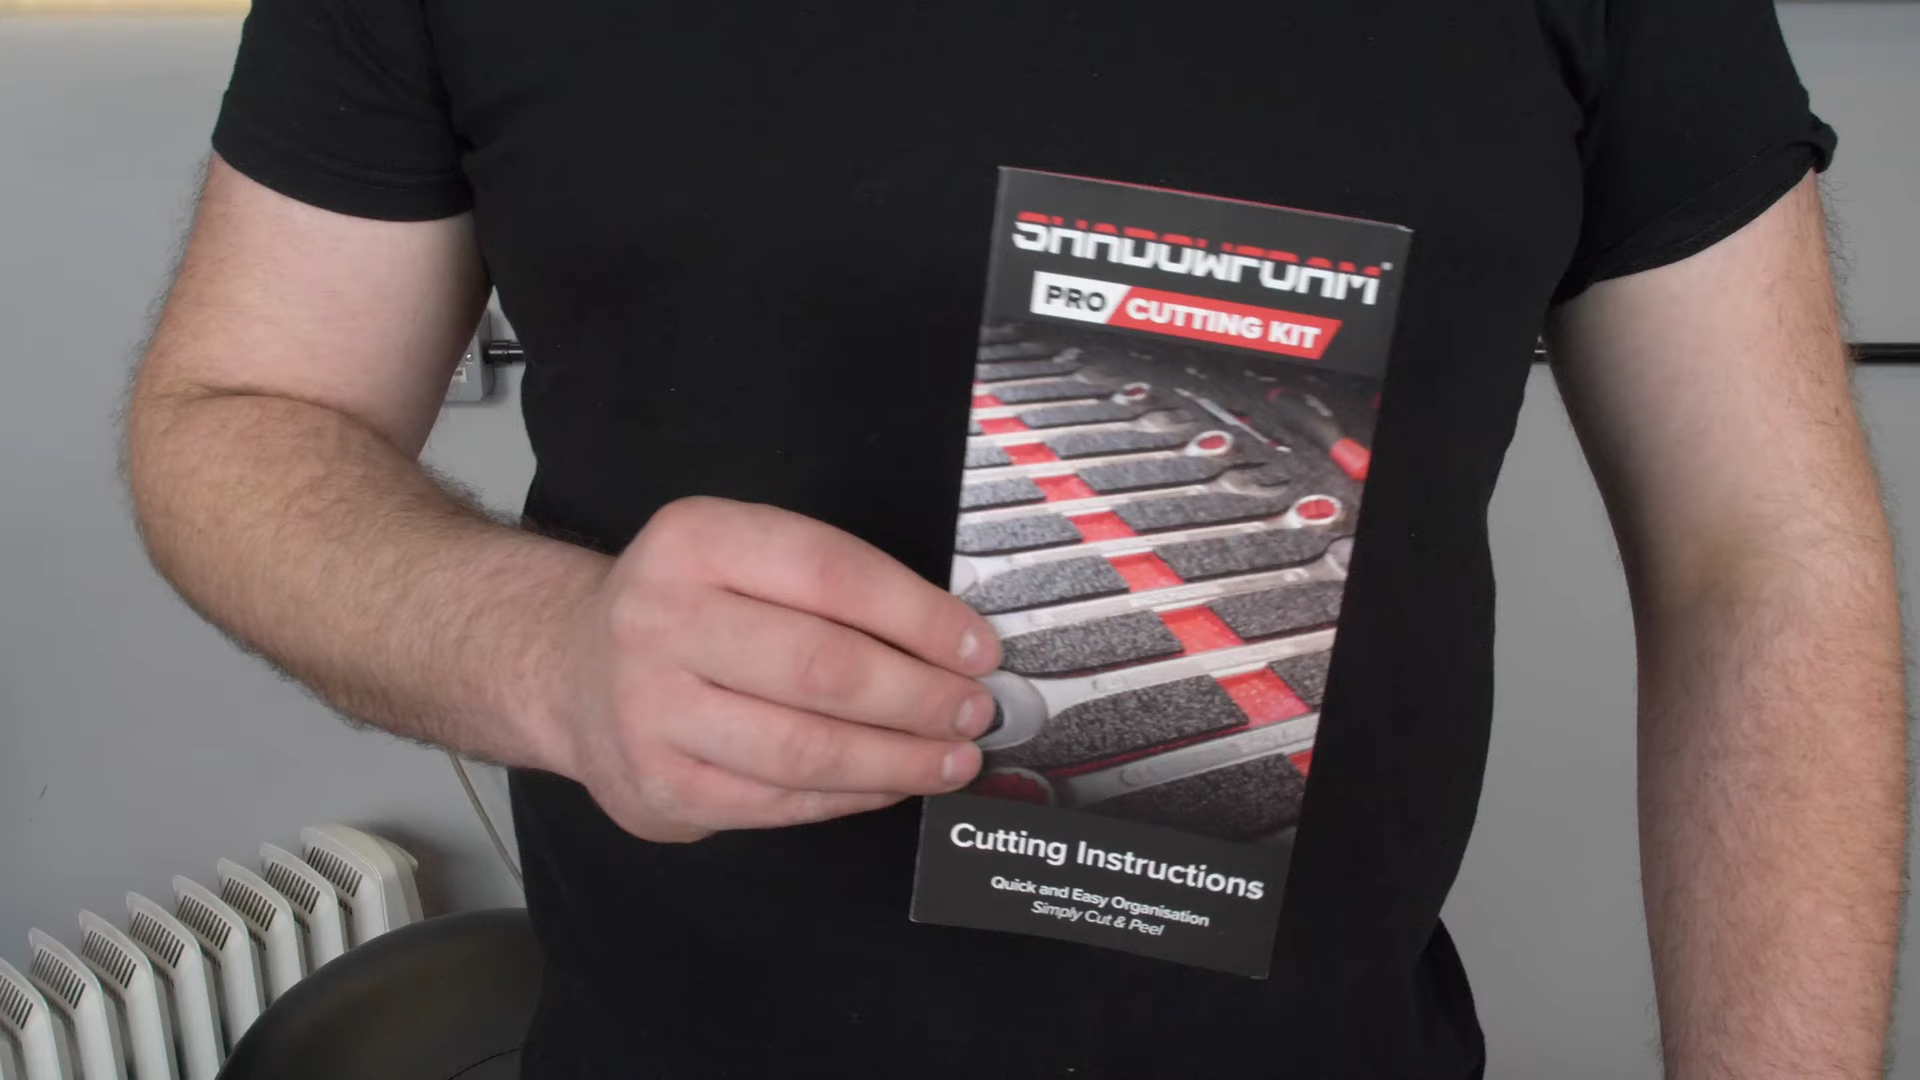 SHADOWFOAM
PRO CUTTING KIT
Cutting Instructions
Quick and Easy Organisation
Simply Cut & Peel